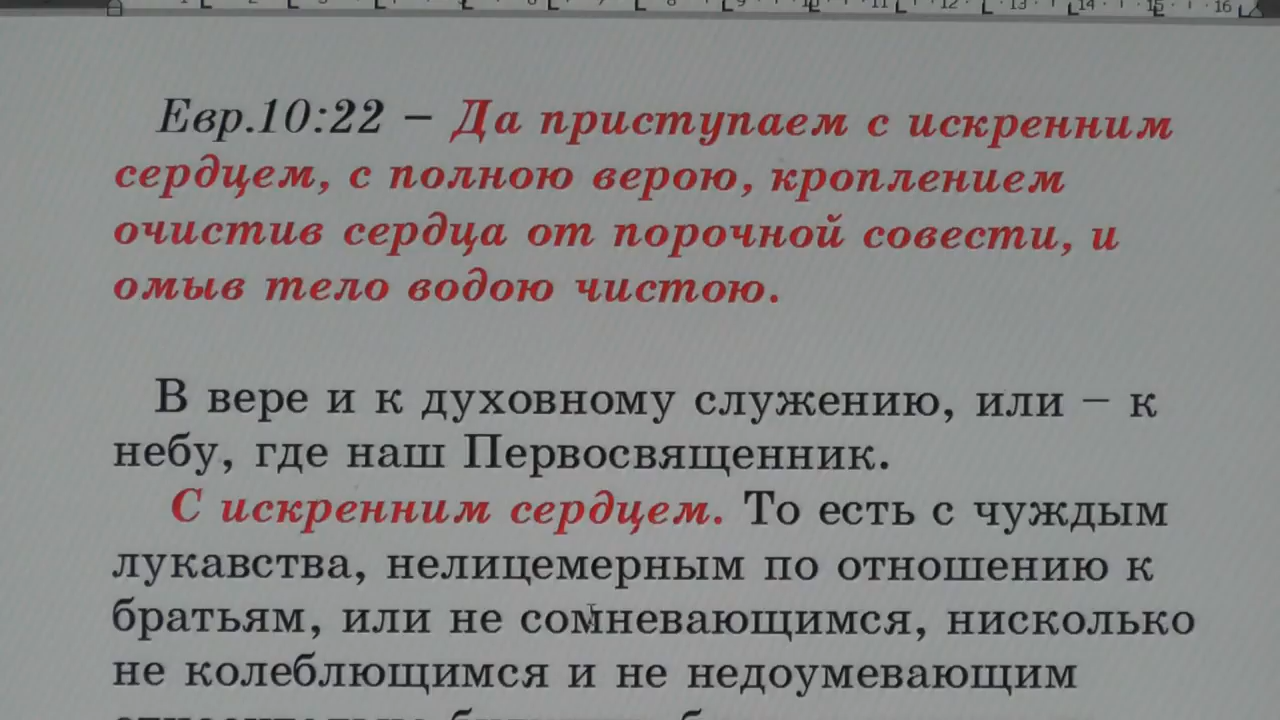 Евр.10:22 – Да приступаем с искренним
сердцем, с полною верою, кроплением
очистив сердца от порочной совести, и
омыв тело водою чистою.
В вере и к духовному служению, или – к
небу, где наш Первосвященник.
С искренним сердцем. То есть с чуждым
лукавства, нелицемерным по отношению к
братьям, или не сомневающимся, нисколько
не колеблющимся и не недоумевающим